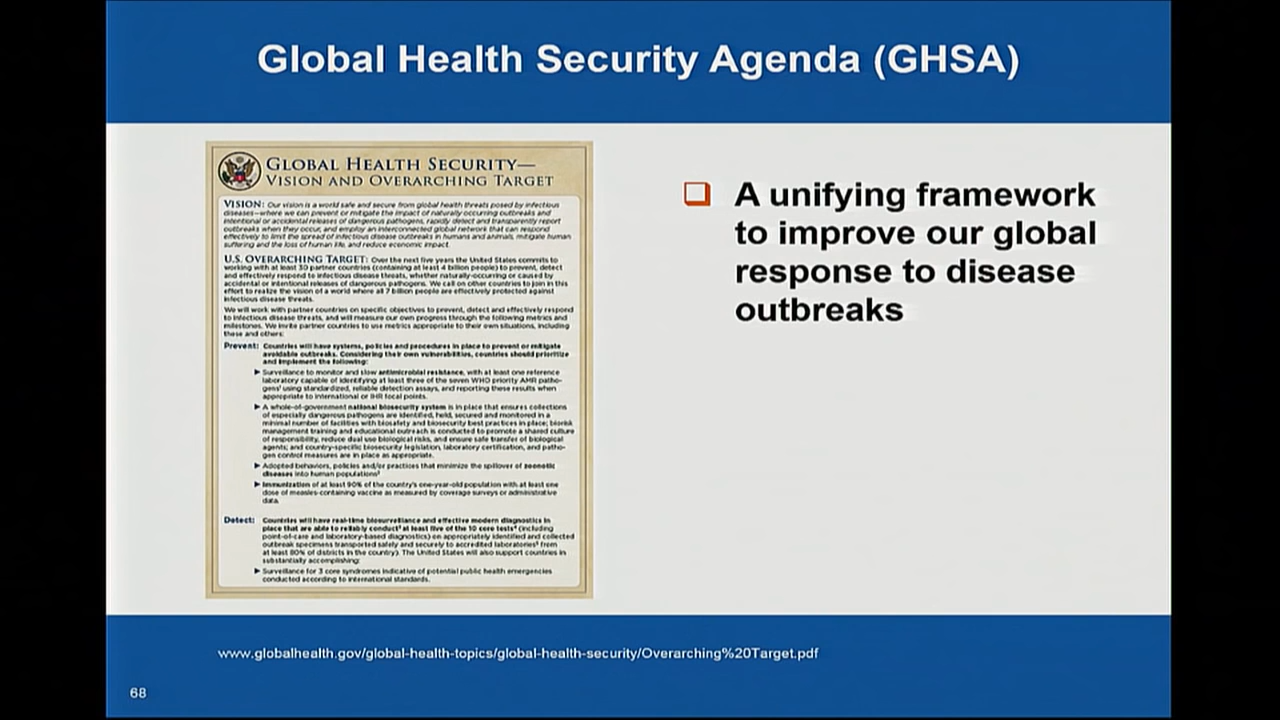 Global Health Security Agenda (GHSA)
GLOBAL HEALTH SECURITY—
VISION AND OVERARCHING TARGET
VISION: Our vision is a world safe and secure from global health threats posed by infectious
diseases—where we can prevent or mitigate the impact of naturally occurring outbreaks and
intentional or accidental releases of dangerous pathogens, rapidly detect and transparently report
outbreaks when they occur, and employ an interconnected global network that can respond
effectively to limit the spread of infectious disease outbreaks in humans and animals, mitigate human
suffering and the loss of human life, and reduce economic impact.
U.S. OVERARCHING TARGET: Over the next five years the United States commits to
working with at least 30 partner countries (containing at least 4 billion people) to prevent, detect
and effectively respond to infectious disease threats, whether naturally-occurring or caused by
accidental or intentional releases of dangerous pathogens. We call on other countries to join in this
effort to realize the vision of a world where all 7 billion people are effectively protected against
infectious disease threats.
We will work with partner countries on specific objectives to prevent, detect and effectively respond
to infectious disease threats, and will measure our own progress through the following metrics and
milestones. We invite partner countries to use metrics appropriate to their own situations, including
these and others:
Prevent: Countries will have systems, policies and procedures in place to prevent or mitigate
avoidable outbreaks. Considering their own vulnerabilities, countries should prioritize
and implement the following:
▶ Surveillance to monitor and slow antimicrobial resistance, with at least one reference
laboratory capable of identifying at least three of the seven WHO priority AMR patho-
gens¹ using standardized, reliable detection assays, and reporting these results when
appropriate to international or IHR focal points.
▶ A whole-of-government national biosecurity system is in place that ensures collections
of especially dangerous pathogens are identified, held, secured and monitored in a
minimal number of facilities with biosafety and biosecurity best practices in place; biorisk
management training and educational outreach is conducted to promote a shared culture
of responsibility, reduce dual use biological risks, and ensure safe transfer of biological
agents; and country-specific biosecurity legislation, laboratory certification, and patho-
gen control measures are in place as appropriate.
▶ Adopted behaviors, policies and/or practices that minimize the spillover of zoonotic
diseases into human populations²
▶ Immunization of at least 90% of the country's one-year-old population with at least one
dose of measles-containing vaccine as measured by coverage surveys or administrative
data.
Detect: Countries will have real-time biosurveillance and effective modern diagnostics in
place that are able to reliably conduct³ at least five of the 10 core tests⁴ (including
point-of-care and laboratory-based diagnostics) on appropriately identified and collected
outbreak specimens transported safely and securely to accredited laboratories⁵ from
at least 80% of districts in the country). The United States will also support countries in
substantially accomplishing:
▶ Surveillance for 3 core syndromes indicative of potential public health emergencies
conducted according to international standards.
A unifying framework
to improve our global
response to disease
outbreaks
www.globalhealth.gov/global-health-topics/global-health-security/Overarching%20Target.pdf
68